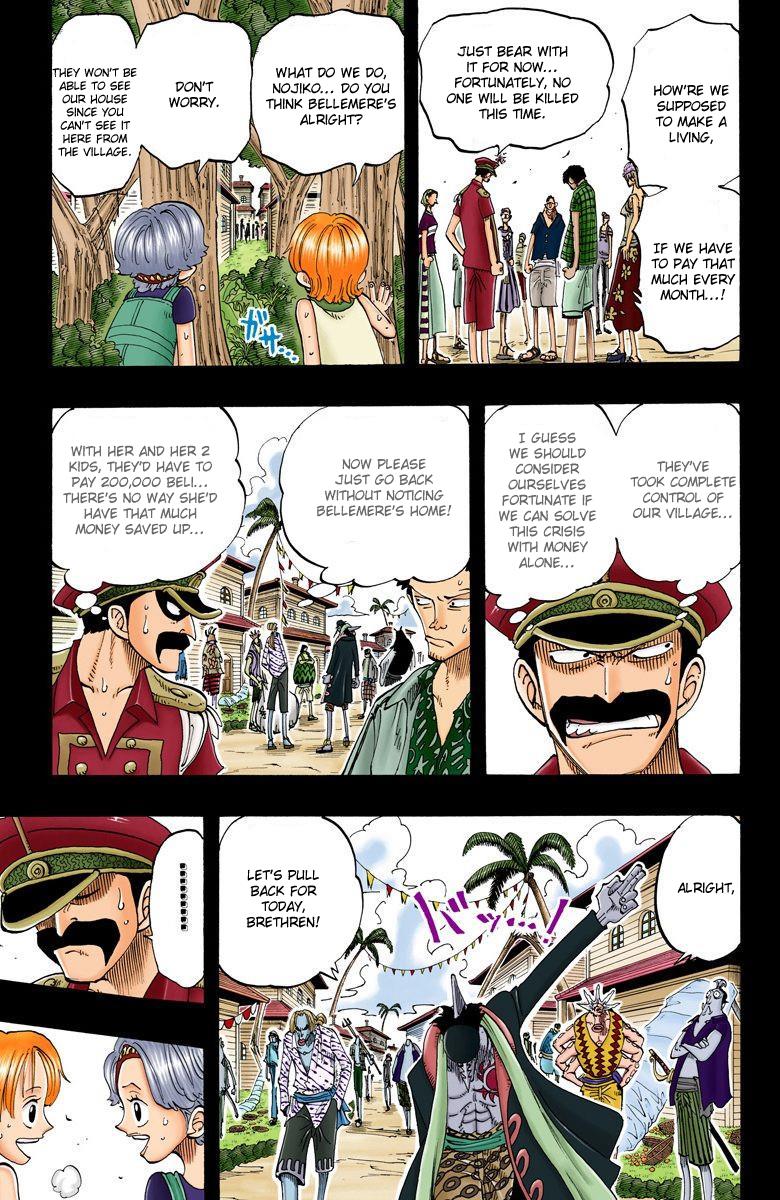 HOW'RE WE
SUPPOSED
TO MAKE A
LIVING,
IF WE HAVE
TO PAY THAT
MUCH EVERY
MONTH...!
JUST BEAR WITH
IT FOR NOW...
FORTUNATELY, NO
ONE WILL BE KILLED
THIS TIME.
WHAT DO WE DO,
NOJIKO... DO YOU
THINK BELLEMERE'S
ALRIGHT?
DON'T
WORRY.
THEY WON'T BE
ABLE TO SEE
OUR HOUSE
SINCE YOU
CAN'T SEE IT
HERE FROM
THE VILLAGE.
ガサ...
THEY'VE
TOOK COMPLETE
CONTROL OF
OUR VILLAGE...
I GUESS
WE SHOULD
CONSIDER
OURSELVES
FORTUNATE IF
WE CAN SOLVE
THIS CRISIS
WITH MONEY
ALONE...
NOW PLEASE
JUST GO BACK
WITHOUT NOTICING
BELLEMERE'S HOME!
WITH HER AND HER 2
KIDS, THEY'D HAVE TO
PAY 200,000 BELI...
THERE'S NO WAY SHE'D
HAVE THAT MUCH
MONEY SAVED UP...
ALRIGHT,
バッ...!
LET'S PULL
BACK FOR
TODAY,
BRETHREN!
.........